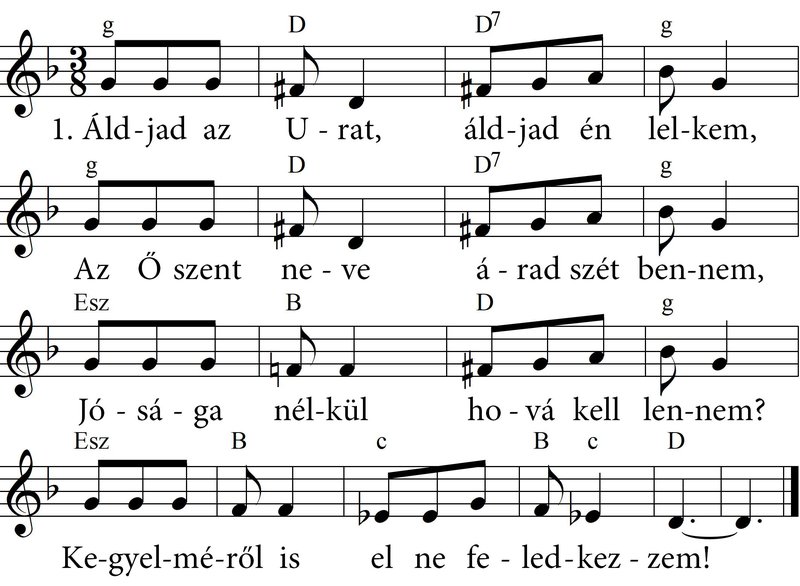 g D D7 g
1. Áld-jad az U - rat, áld-jad én lel-kem,
g D D7 g
Az Ő szent ne - ve á - rad szét ben-nem,
Esz B D g
Jó - sá - ga nél-kül ho - vá kell len-nem?
Esz B c B c D
Ke-gyel-mé-ről is el ne fe - led-kez - zem!